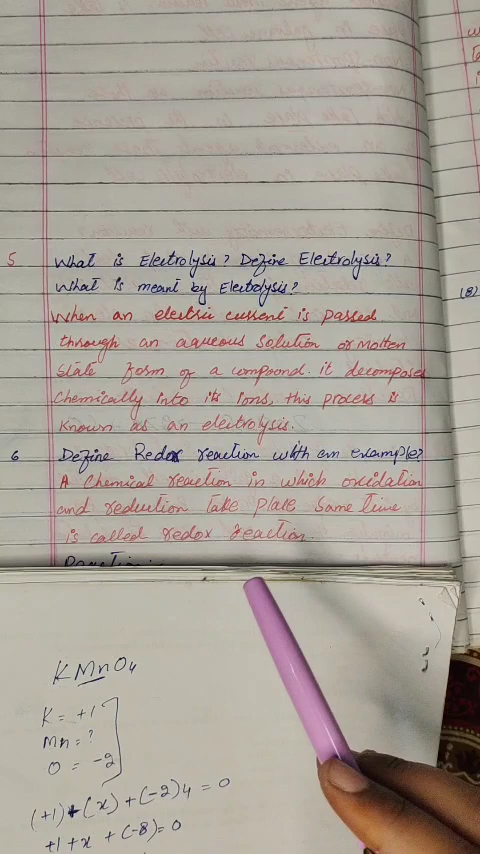 5 What is Electrolysis? Define Electrolysis?
What is meant by Electrolysis?
When an electric current is passed
through an aqueous solution or molten
state form of a compound. it decomposes
chemically into its ions, this process is
known as an electrolysis.
6 Define Redox reaction with an example?
A chemical reaction in which oxidation
and reduction take place same time
is called redox reaction.
(8)
KMnO4
K = +1
Mn = ?
O = -2
(+1) + (x) + (-2)4 = 0
+1 + x + (-8) = 0